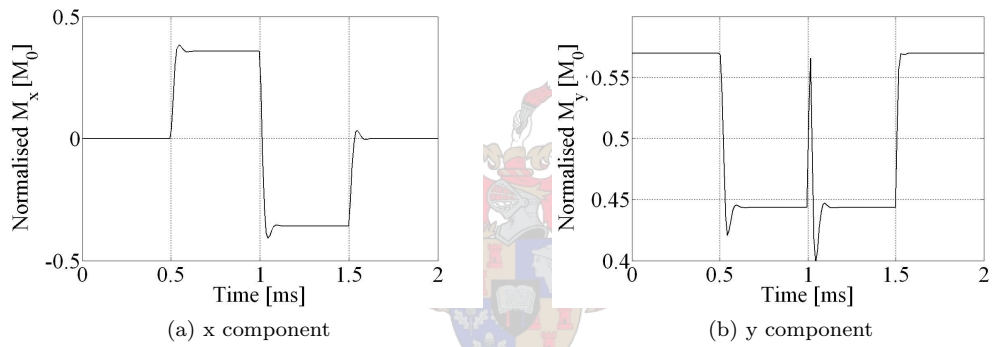 Normalised M_x [M_0]
0.5
0
-0.5
0
0.5
1
1.5
2
Time [ms]
(a) x component
Normalised M_y [M_0]
0.55
0.5
0.45
0.4
0
0.5
1
1.5
2
Time [ms]
(b) y component